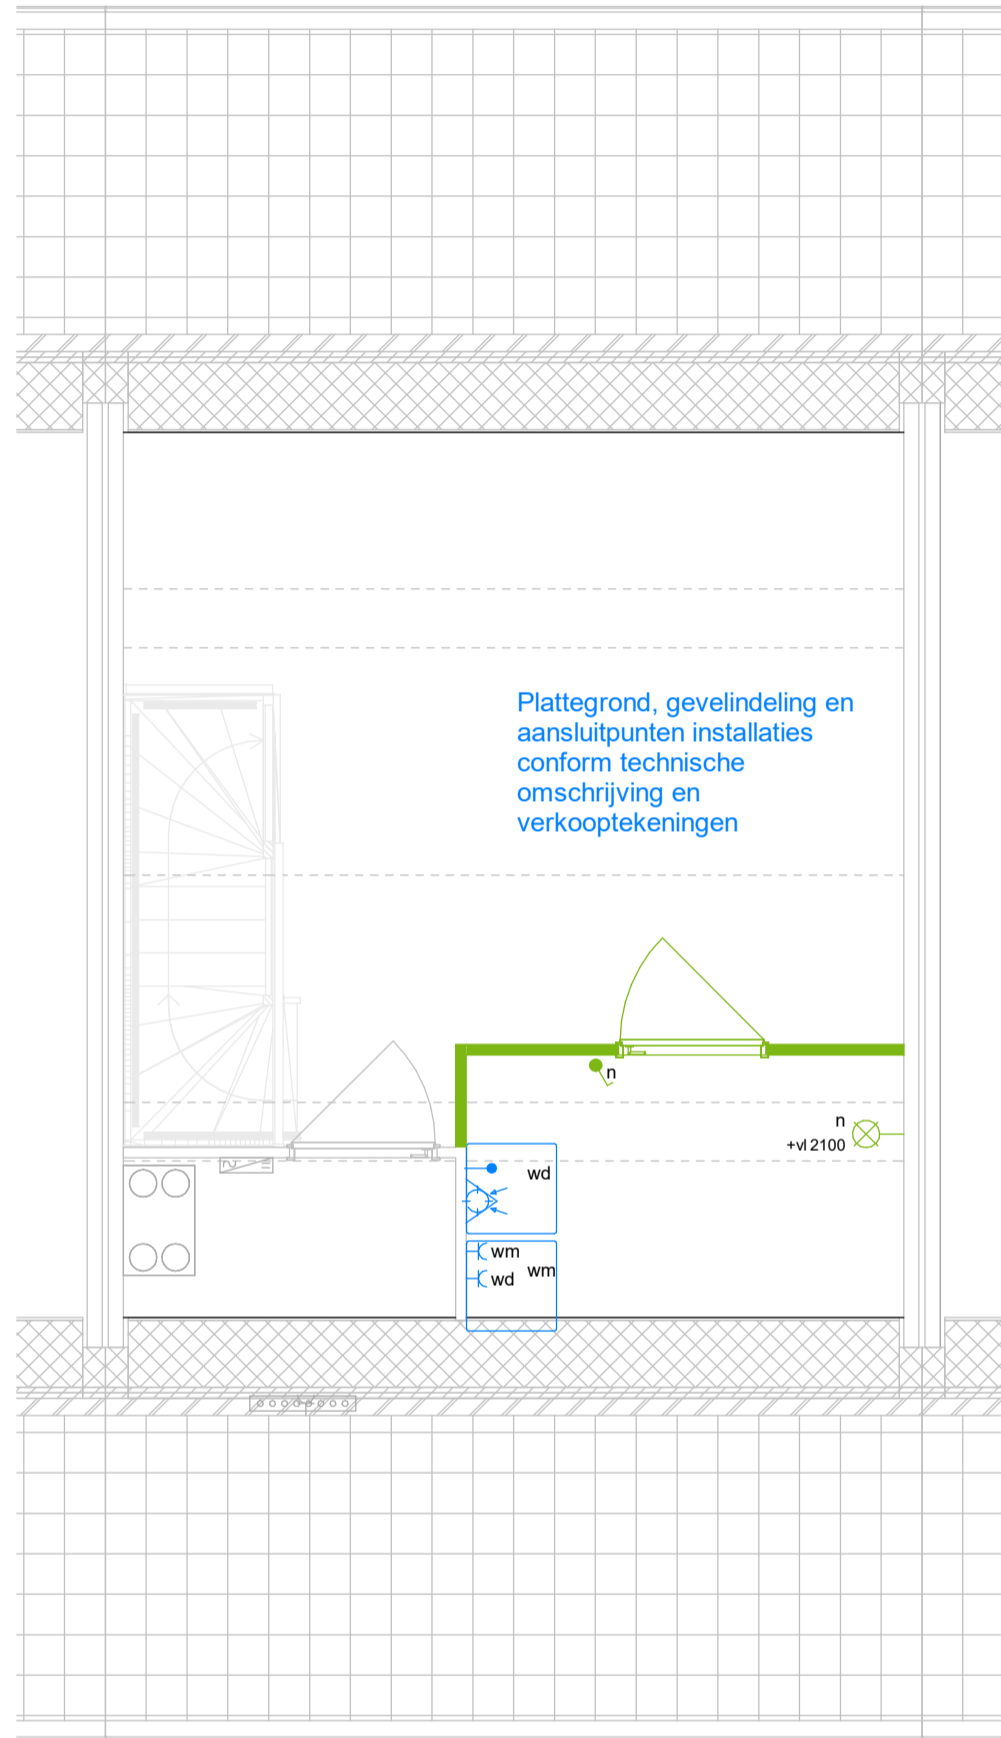 Plattegrond, gevelindeling en
aansluitpunten installaties
conform technische
omschrijving en
verkooptekeningen
n
n
+vl 2100
wd
wm
wd
wm